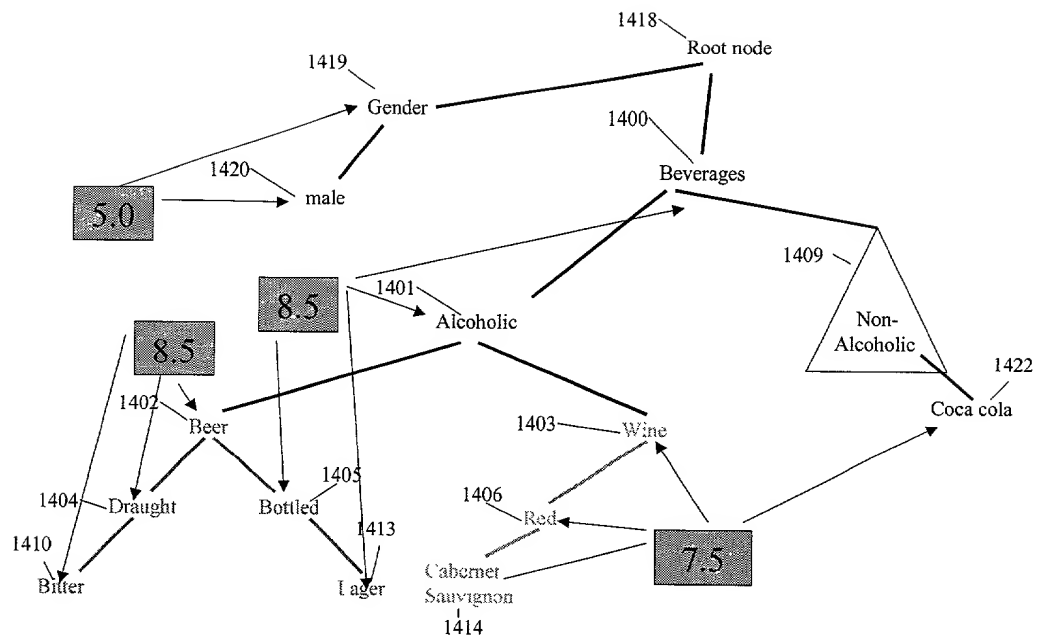 1418
Root node
1419
Gender
1400
1420
Beverages
male
5.0
1409
8.5
1401
Alcoholic
Non-
Alcoholic
8.5
1422
1402
Coca cola
Beer
1403
Wine
1405
1404
Draught
Bottled
1406
Red
1413
1410
7.5
Bitter
Lager
Cabernet
Sauvignon
1414